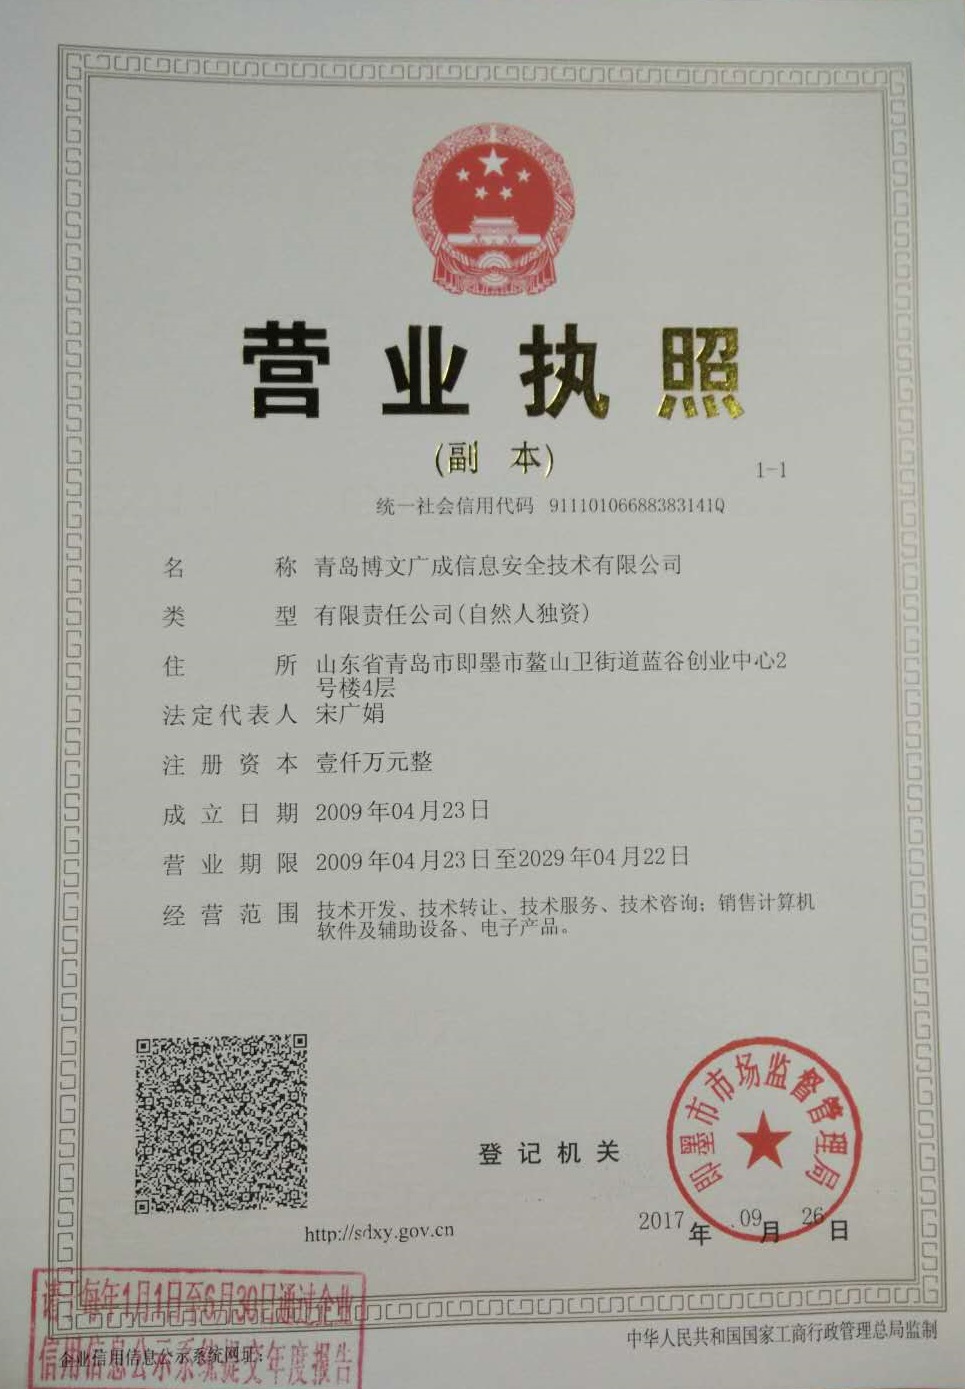 营业执照
(副 本)
1-1
统一社会信用代码 91110106688383141Q
名称 青岛博文广成信息安全技术有限公司
类型 有限责任公司(自然人独资)
住所 山东省青岛市即墨市鳌山卫街道蓝谷创业中心2
号楼4层
法定代表人 宋广娟
注册资本 壹仟万元整
成立日期 2009年04月23日
营业期限 2009年04月23日至2029年04月22日
经营范围 技术开发、技术转让、技术服务、技术咨询；销售计算机
软件及辅助设备、电子产品。
即墨市市场监督管理局
登记机关
http://sdxy.gov.cn
2017年09月26日
请于每年1月1日至6月30日通过企业
信用信息公示系统提交年度报告
企业信用信息公示系统网址：
中华人民共和国国家工商行政管理总局监制